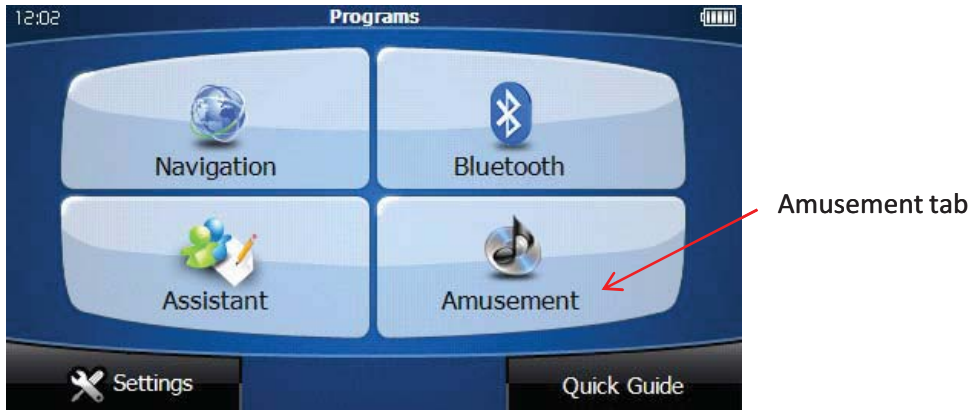 12:02
Programs
Navigation
Bluetooth
Amusement tab
Assistant
Amusement
Settings
Quick Guide